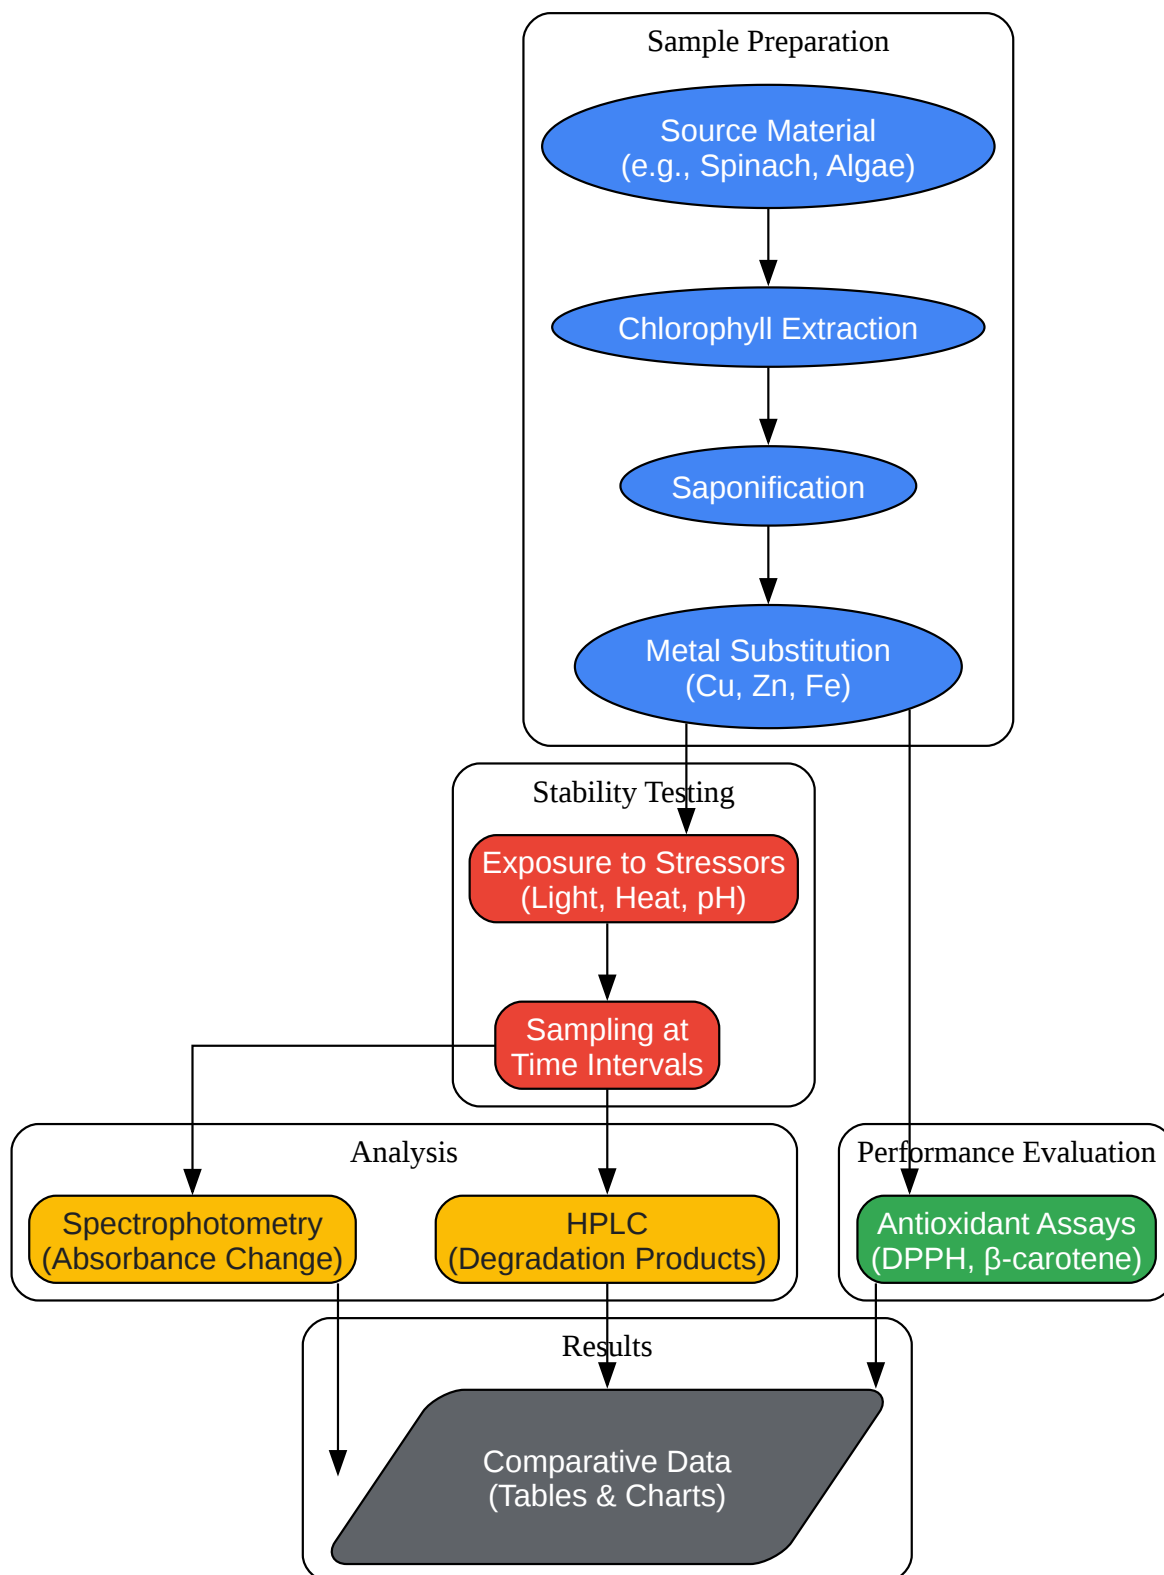 Sample Preparation
Source Material
(e.g., Spinach, Algae)
Chlorophyll Extraction
Saponification
Metal Substitution
(Cu, Zn, Fe)
Stability Testing
Exposure to Stressors
(Light, Heat, pH)
Sampling at
Time Intervals
Analysis
Spectrophotometry
(Absorbance Change)
HPLC
(Degradation Products)
Performance Evaluation
Antioxidant Assays
(DPPH, β-carotene)
Results
Comparative Data
(Tables & Charts)